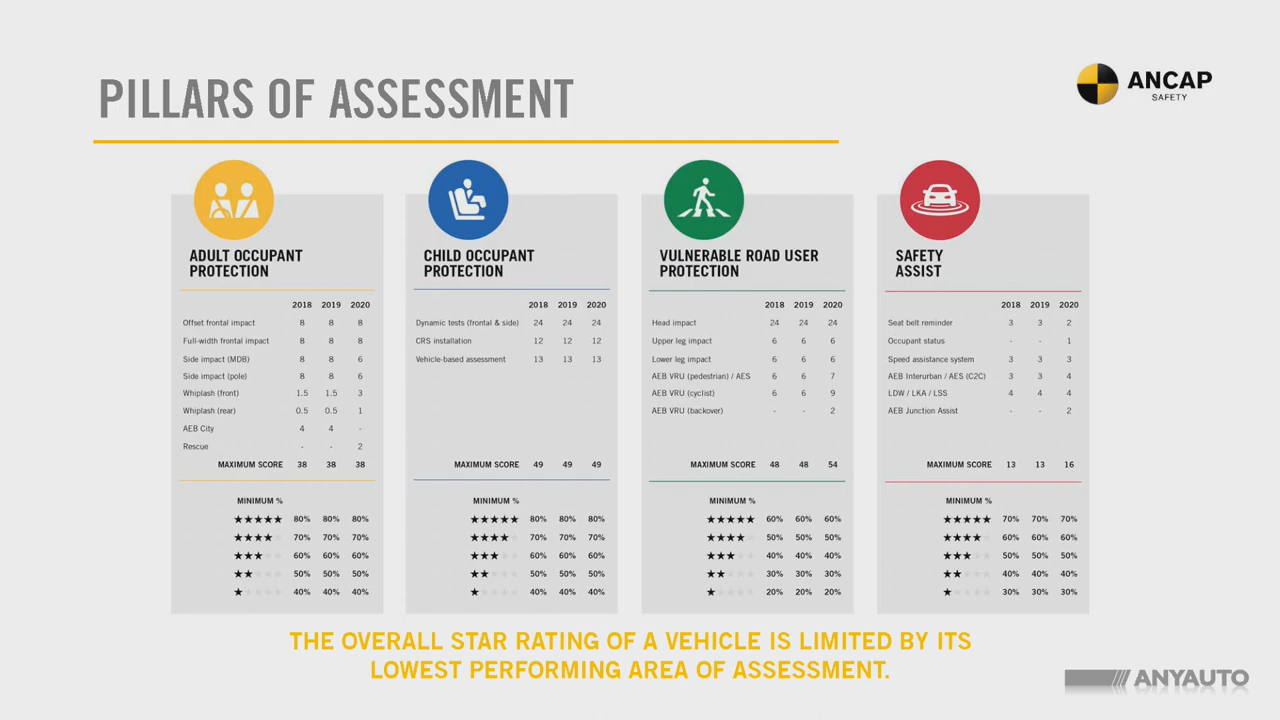 PILLARS OF ASSESSMENT
ANCAP
SAFETY
ADULT OCCUPANT
PROTECTION
2018 2019 2020
Offset frontal impact 8 8 8
Full-width frontal impact 8 8 8
Side impact (MDB) 8 8 6
Side impact (pole) 8 8 6
Whiplash (front) 1.5 1.5 3
Whiplash (rear) 0.5 0.5 1
AEB City 4 4 -
Rescue - - 2
MAXIMUM SCORE 38 38 38
MINIMUM %
★★★★★ 80% 80% 80%
★★★★ 70% 70% 70%
★★★ 60% 60% 60%
★★ 50% 50% 50%
★ 40% 40% 40%
CHILD OCCUPANT
PROTECTION
2018 2019 2020
Dynamic tests (frontal & side) 24 24 24
CRS installation 12 12 12
Vehicle-based assessment 13 13 13
MAXIMUM SCORE 49 49 49
MINIMUM %
★★★★★ 80% 80% 80%
★★★★ 70% 70% 70%
★★★ 60% 60% 60%
★★ 50% 50% 50%
★ 40% 40% 40%
VULNERABLE ROAD USER
PROTECTION
2018 2019 2020
Head impact 24 24 24
Upper leg impact 6 6 6
Lower leg impact 6 6 6
AEB VRU (pedestrian) / AES 6 6 7
AEB VRU (cyclist) 6 6 9
AEB VRU (backover) - - 2
MAXIMUM SCORE 48 48 54
MINIMUM %
★★★★★ 60% 60% 60%
★★★★ 50% 50% 50%
★★★ 40% 40% 40%
★★ 30% 30% 30%
★ 20% 20% 20%
SAFETY
ASSIST
2018 2019 2020
Seat belt reminder 3 3 2
Occupant status - - 1
Speed assistance system 3 3 3
AEB Interurban / AES (C2C) 3 3 4
LDW / LKA / LSS 4 4 4
AEB Junction Assist - - 2
MAXIMUM SCORE 13 13 16
MINIMUM %
★★★★★ 70% 70% 70%
★★★★ 60% 60% 60%
★★★ 50% 50% 50%
★★ 40% 40% 40%
★ 30% 30% 30%
THE OVERALL STAR RATING OF A VEHICLE IS LIMITED BY ITS
LOWEST PERFORMING AREA OF ASSESSMENT.
ANYAUTO